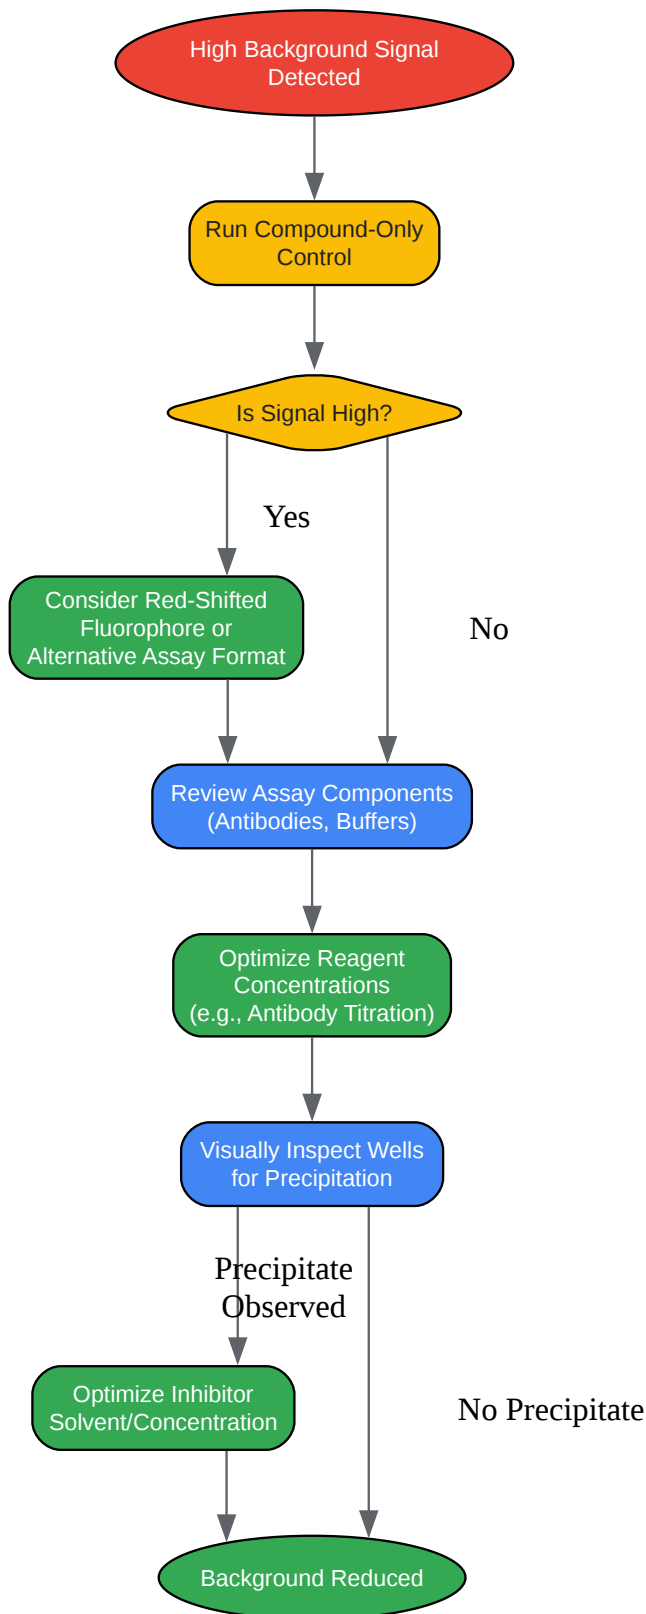 High Background Signal
Detected
Run Compound-Only
Control
Is Signal High?
Yes
Consider Red-Shifted
Fluorophore or
Alternative Assay Format
No
Review Assay Components
(Antibodies, Buffers)
Optimize Reagent
Concentrations
(e.g., Antibody Titration)
Visually Inspect Wells
for Precipitation
Precipitate
Observed
Optimize Inhibitor
Solvent/Concentration
No Precipitate
Background Reduced